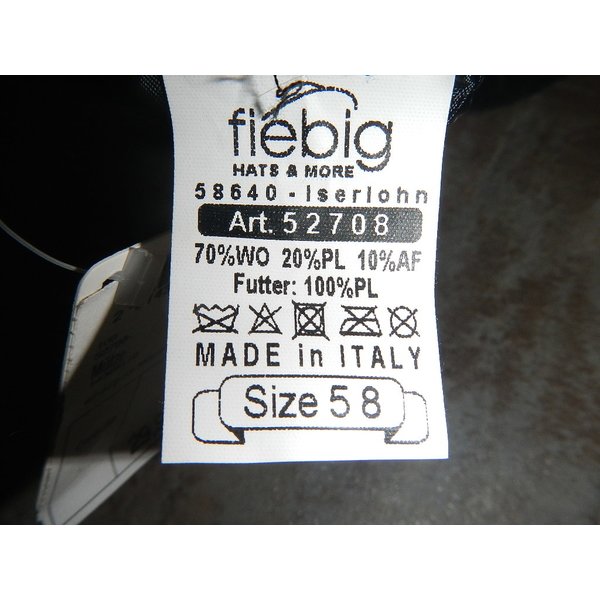 fiebig
HATS & MORE
58640 - Iserlohn
Art. 52708
70%WO 20%PL 10%AF
Futter: 100%PL
MADE in ITALY
Size 58